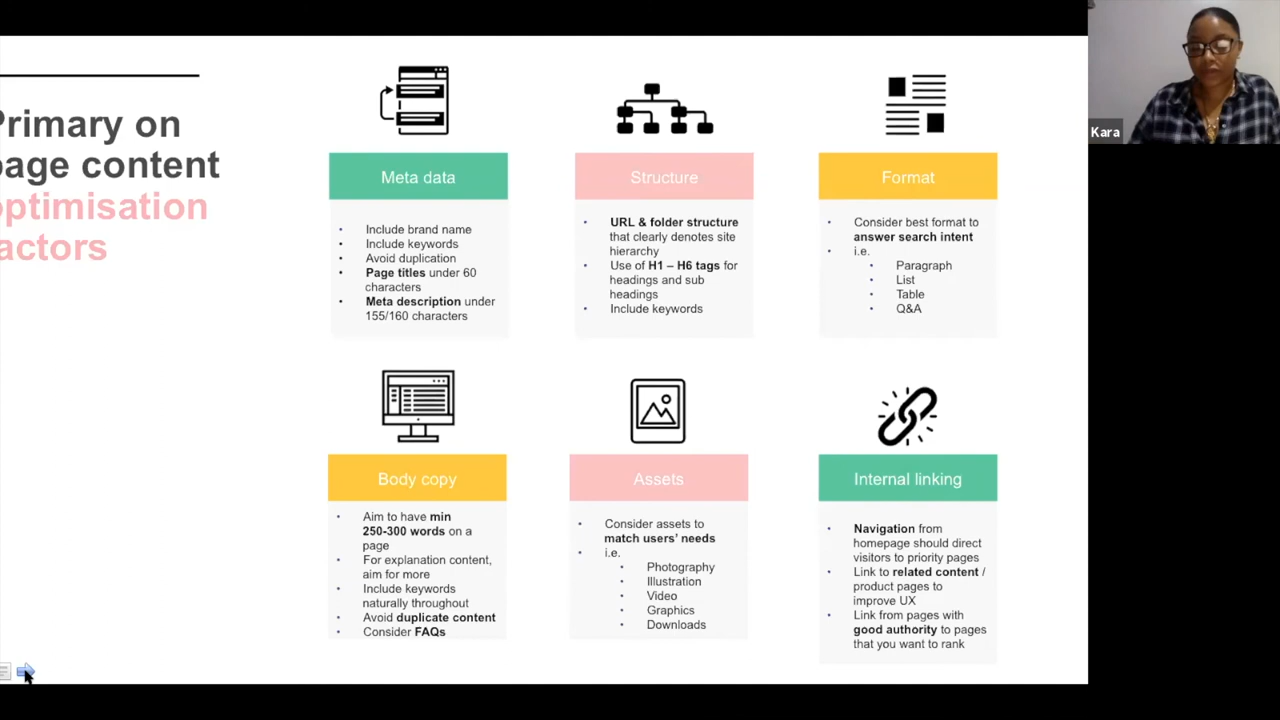 Primary on
page content
optimisation
factors
Meta data
Include brand name
Include keywords
Avoid duplication
Page titles under 60
characters
Meta description under
155/160 characters
Structure
URL & folder structure
that clearly denotes site
hierarchy
Use of H1 – H6 tags for
headings and sub
headings
Include keywords
Format
Consider best format to
answer search intent
i.e.
Paragraph
List
Table
Q&A
Body copy
Aim to have min
250-300 words on a
page
For explanation content,
aim for more
Include keywords
naturally throughout
Avoid duplicate content
Consider FAQs
Assets
Consider assets to
match users' needs
i.e.
Photography
Illustration
Video
Graphics
Downloads
Internal linking
Navigation from
homepage should direct
visitors to priority pages
Link to related content /
product pages to
improve UX
Link from pages with
good authority to pages
that you want to rank
Kara